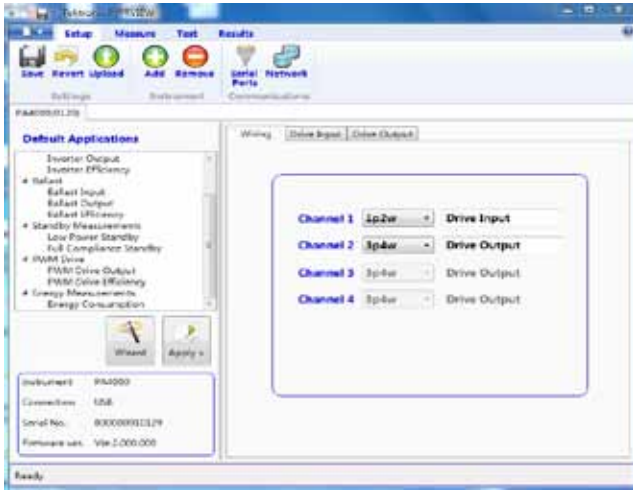 Tektronix PWRVIEW
Setup Measure Test Results
Save Revert Upload Add Remove Serial Ports Network
Settings Instrument Communications
Default Applications
Wiring Drive Input Drive Output
Inverter Output
Inverter Efficiency
Ballast
Ballast Input
Ballast Output
Ballast Efficiency
Standby Measurements
Low Power Standby
Full Compliance Standby
PWM Drive
PWM Drive Output
PWM Drive Efficiency
Energy Measurements
Energy Consumption
Channel 1 1p2w Drive Input
Channel 2 3p4w Drive Output
Channel 3 3p4w Drive Output
Channel 4 3p4w Drive Output
Wizard Apply »
Instrument PA4000
Connection USB
Serial No.
Firmware ver. Ver 2.000.000
Ready